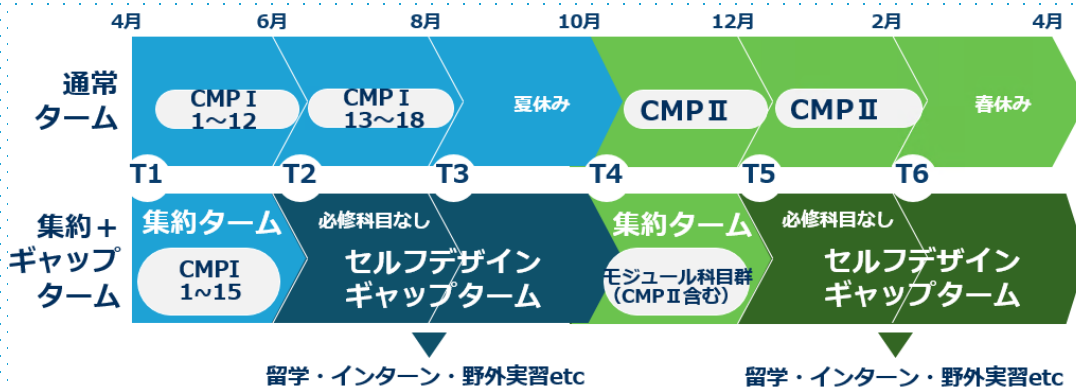 4月 6月 8月 10月 12月 2月 4月
通常
ターム
CMPⅠ
1〜12
CMPⅠ
13〜18
夏休み
CMPⅡ
CMPⅡ
春休み
T1 T2 T3 T4 T5 T6
集約+
ギャップ
ターム
集約ターム
CMPI
1~15
必修科目なし
セルフデザイン
ギャップターム
集約ターム
モジュール科目群
(CMPⅡ含む)
必修科目なし
セルフデザイン
ギャップターム
留学・インターン・野外実習etc
留学・インターン・野外実習etc